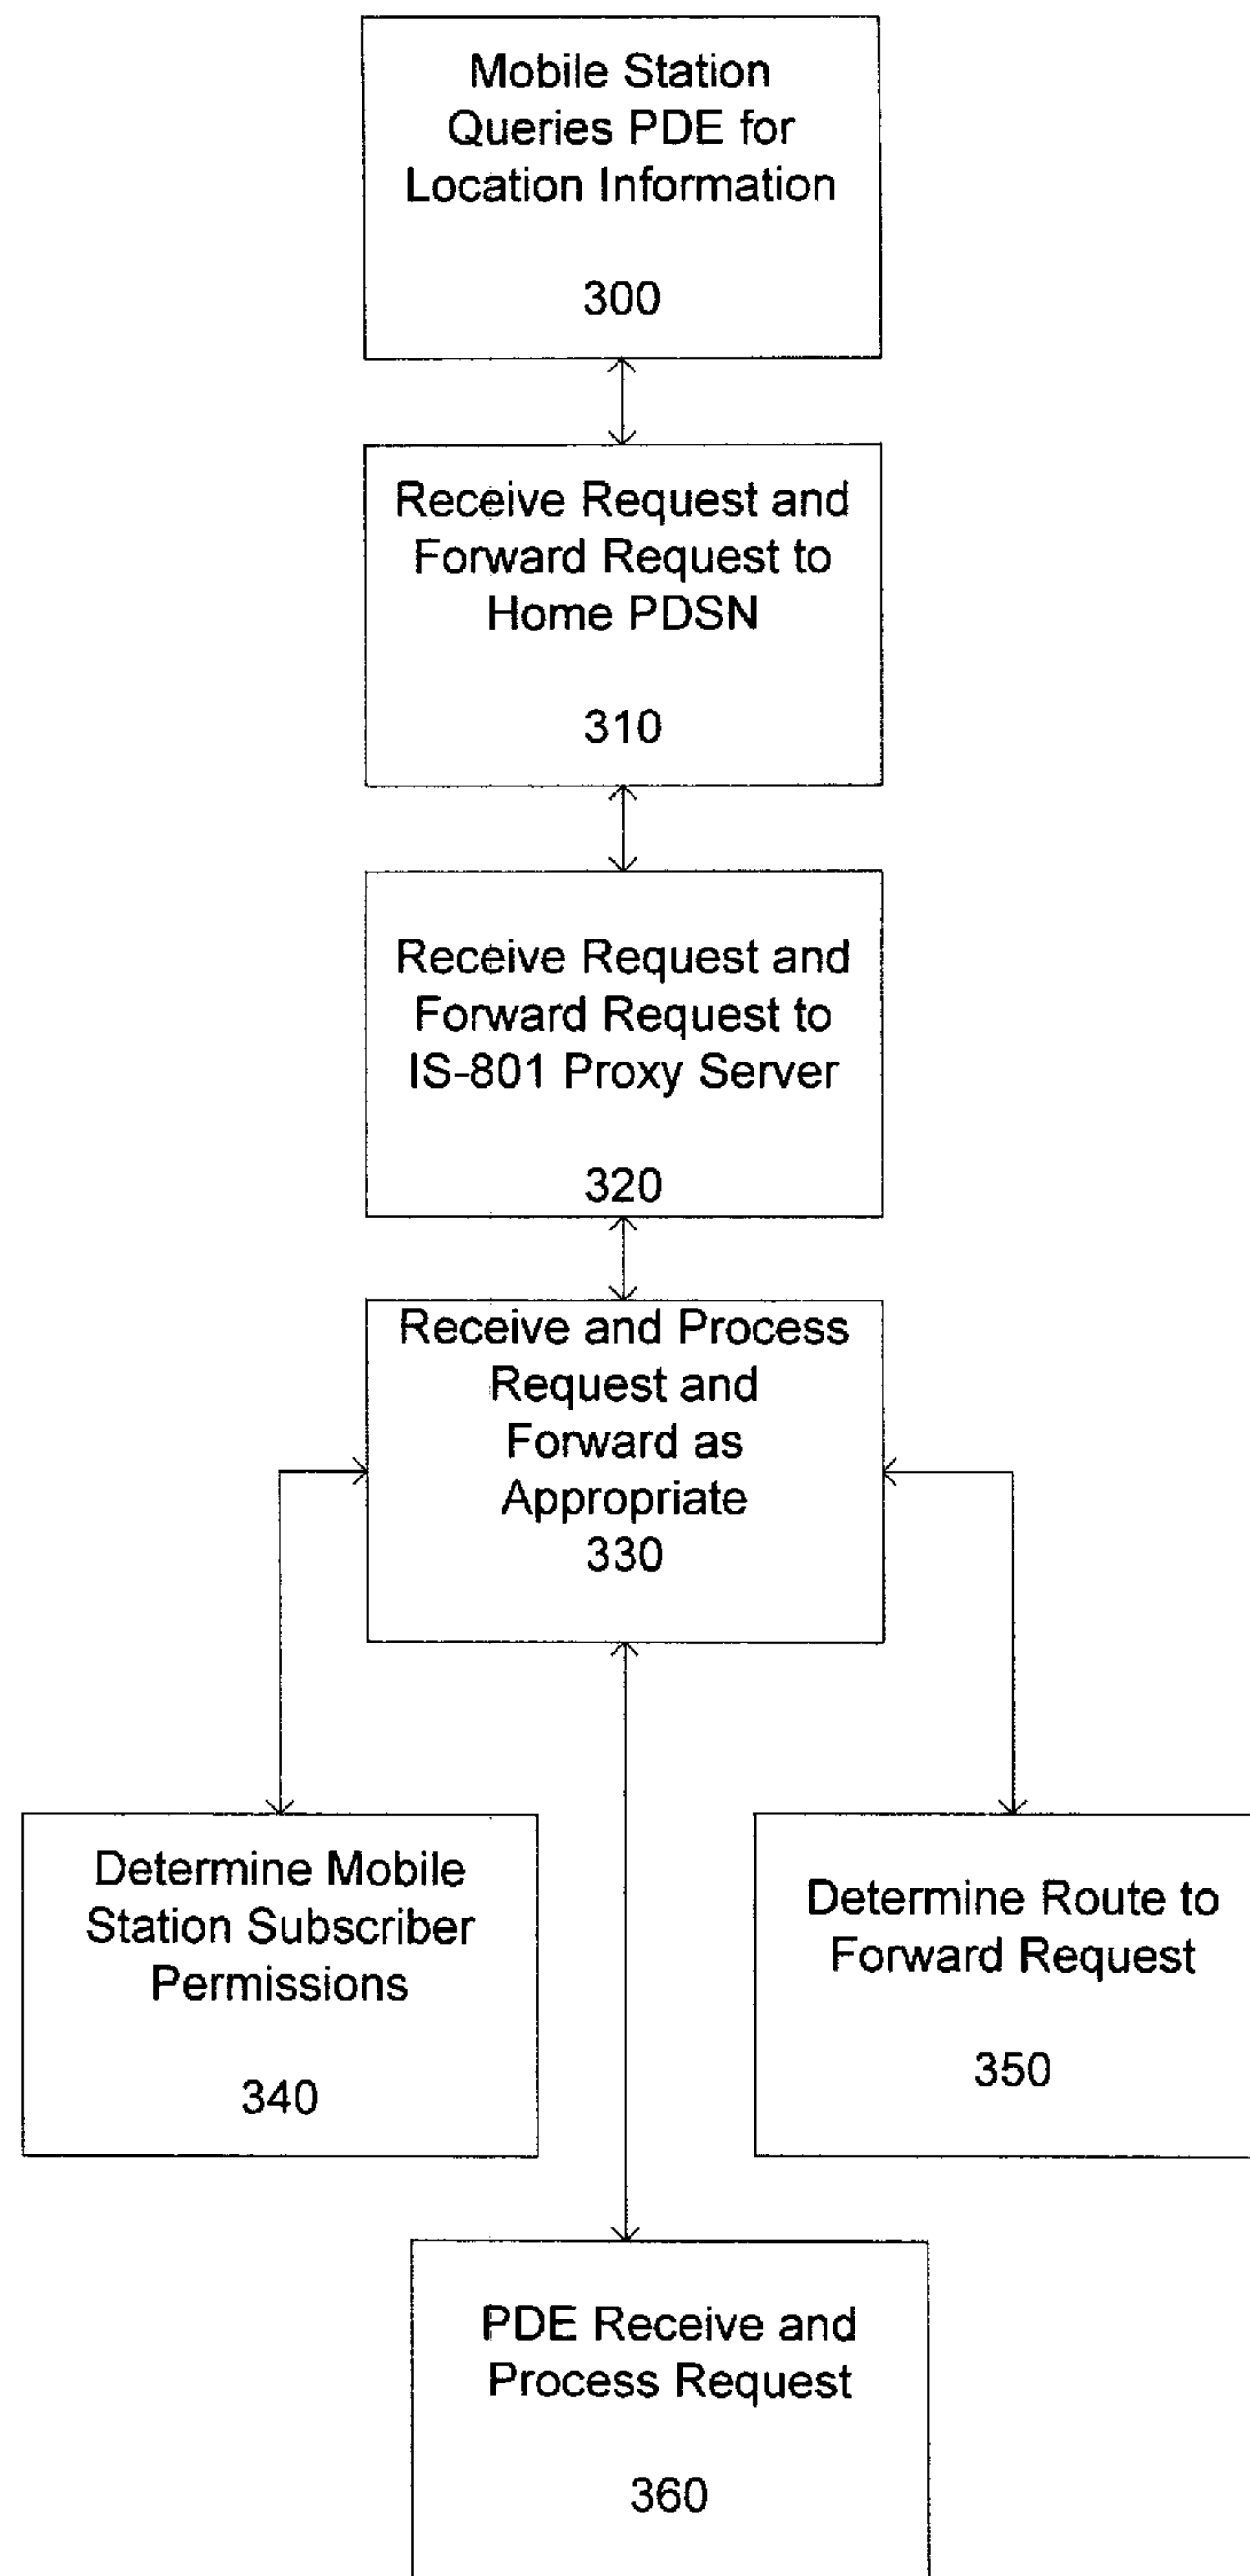 Mobile Station
Queries PDE for
Location Information
300
Receive Request and
Forward Request to
Home PDSN
310
Receive Request and
Forward Request to
IS-801 Proxy Server
320
Receive and Process
Request and
Forward as
Appropriate
330
Determine Mobile
Station Subscriber
Permissions
340
Determine Route to
Forward Request
350
PDE Receive and
Process Request
360